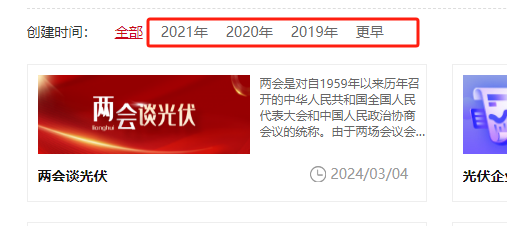 创建时间： 全部 2021年 2020年 2019年 更早
两会谈光伏
lianghui
两会是对自1959年以来历年召
开的中华人民共和国全国人民
代表大会和中国人民政治协商
会议的统称。由于两场会议会...
两会谈光伏
2024/03/04
光伏企